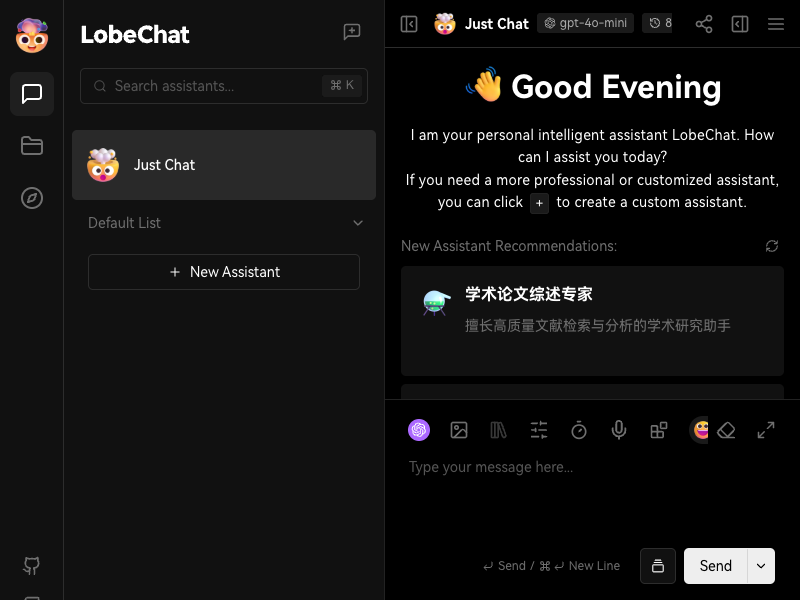 LobeChat
Search assistants...
⌘ K
Just Chat
Default List
+ New Assistant
Just Chat
gpt-4o-mini
8
Good Evening
I am your personal intelligent assistant LobeChat. How
can I assist you today?
If you need a more professional or customized assistant,
you can click + to create a custom assistant.
New Assistant Recommendations:
学术论文综述专家
擅长高质量文献检索与分析的学术研究助手
Type your message here...
↵ Send / ⌘ ↵ New Line
Send